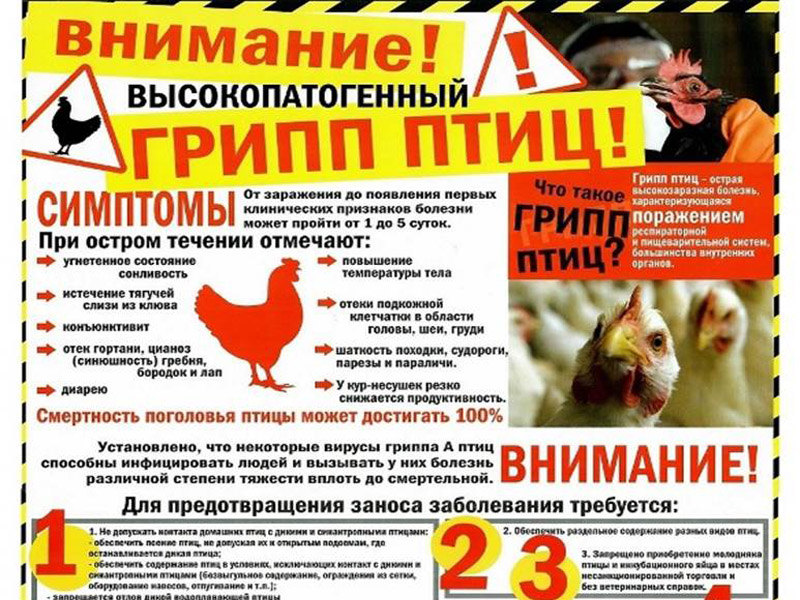 ВНИМАНИЕ!
!
ВЫСОКОПАТОГЕННЫЙ
ГРИПП ПТИЦ!
СИМПТОМЫ
От заражения до появления первых
клинических признаков болезни
может пройти от 1 до 5 суток.
При остром течении отмечают:
угнетенное состояние
сонливость
истечение тягучей
слизи из клюва
конъюнктивит
отек гортани, цианоз
(синюшность) гребня,
бородок и лап
диарею
повышение
температуры тела
отеки подкожной
клетчатки в области
головы, шеи, груди
шаткость походки, судороги,
парезы и параличи.
У кур-несушек резко
снижается продуктивность.
Смертность поголовья птицы может достигать 100%
Что такое
ГРИПП
ПТИЦ?
Грипп птиц – острая
высокозаразная болезнь,
характеризующаяся
поражением
респираторной
и пищеварительной систем,
большинства внутренних
органов.
Установлено, что некоторые вирусы гриппа А птиц
способны инфицировать людей и вызывать у них болезнь
различной степени тяжести вплоть до смертельной.
ВНИМАНИЕ!
Для предотвращения заноса заболевания требуется:
1
1. Не допускать контакта домашних птиц с дикими и синантропными птицами:
- обеспечить поение птиц, не допуская их к открытым водоемам, где
останавливается дикая птица;
- обеспечить содержание птиц в условиях, исключающих контакт с дикими и
синантропными птицами (безвыгульное содержание, ограждения из сетки,
оборудование навесов, отпугивание и т.п.);
- запрещается отлов дикой водоплавающей птицы
2
2. Обеспечить раздельное содержание разных видов птиц.
3
3. Запрещено приобретение молодняка
птицы и инкубационного яйца в местах
несанкционированной торговли и
без ветеринарных справок.